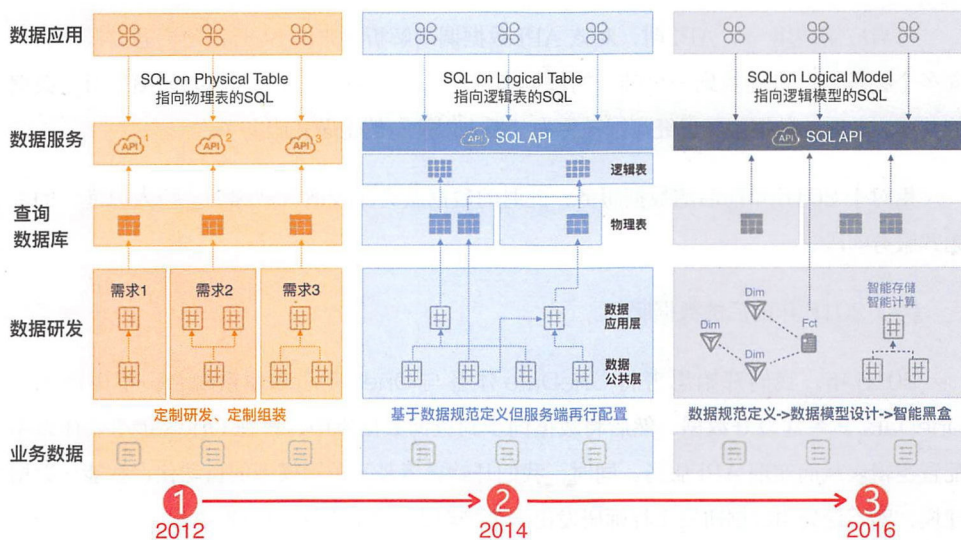 数据应用
SQL on Physical Table
指向物理表的SQL
SQL on Logical Table
指向逻辑表的SQL
SQL on Logical Model
指向逻辑模型的SQL
数据服务
API 1
API 2
API 3
API SQL API
API SQL API
逻辑表
查询
数据库
物理表
数据研发
需求1
需求2
需求3
数据
应用层
数据
公共层
Dim
Dim
Dim
Fct
智能存储
智能计算
定制研发、定制组装
基于数据规范定义但服务端再行配置
数据规范定义->数据模型设计->智能黑盒
业务数据
1
2
3
2012
2014
2016